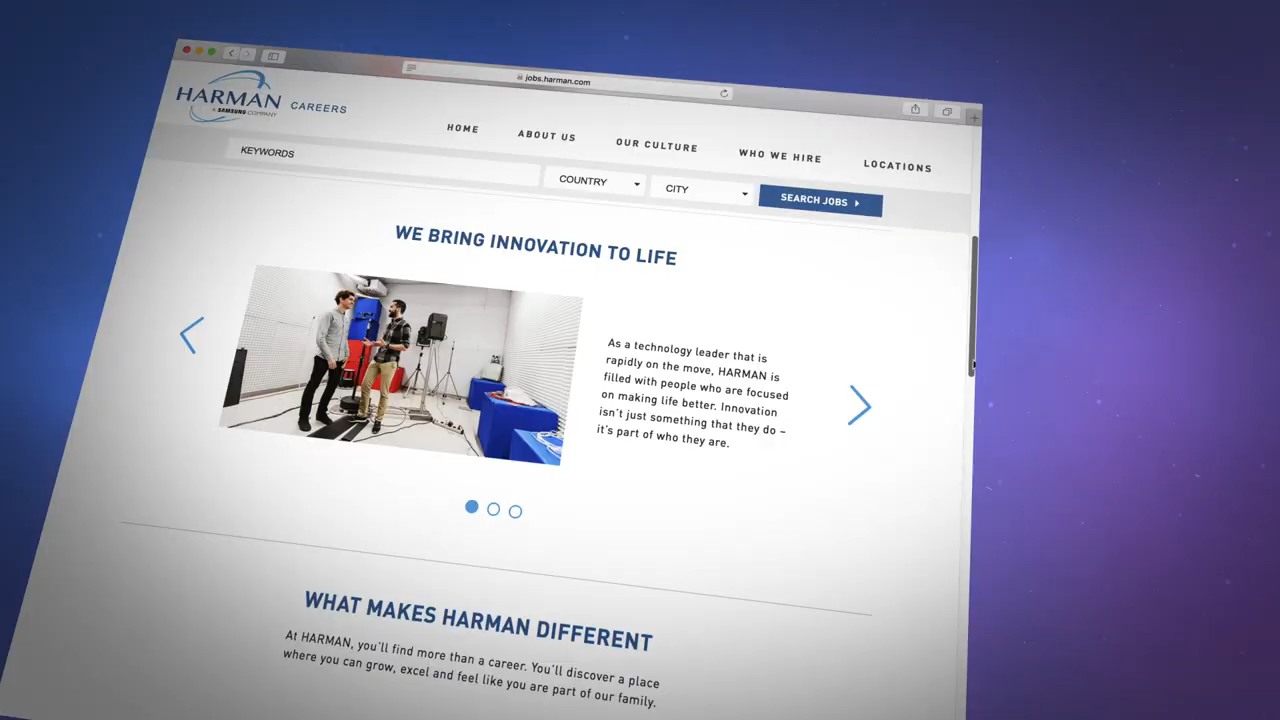 jobs.harman.com
HARMAN
A SAMSUNG COMPANY
CAREERS
HOME
ABOUT US
OUR CULTURE
WHO WE HIRE
LOCATIONS
KEYWORDS
COUNTRY
CITY
SEARCH JOBS
WE BRING INNOVATION TO LIFE
As a technology leader that is
rapidly on the move, HARMAN is
filled with people who are focused
on making life better. Innovation
isn't just something that they do –
it's part of who they are.
WHAT MAKES HARMAN DIFFERENT
At HARMAN, you'll find more than a career. You'll discover a place
where you can grow, excel and feel like you are part of our family.